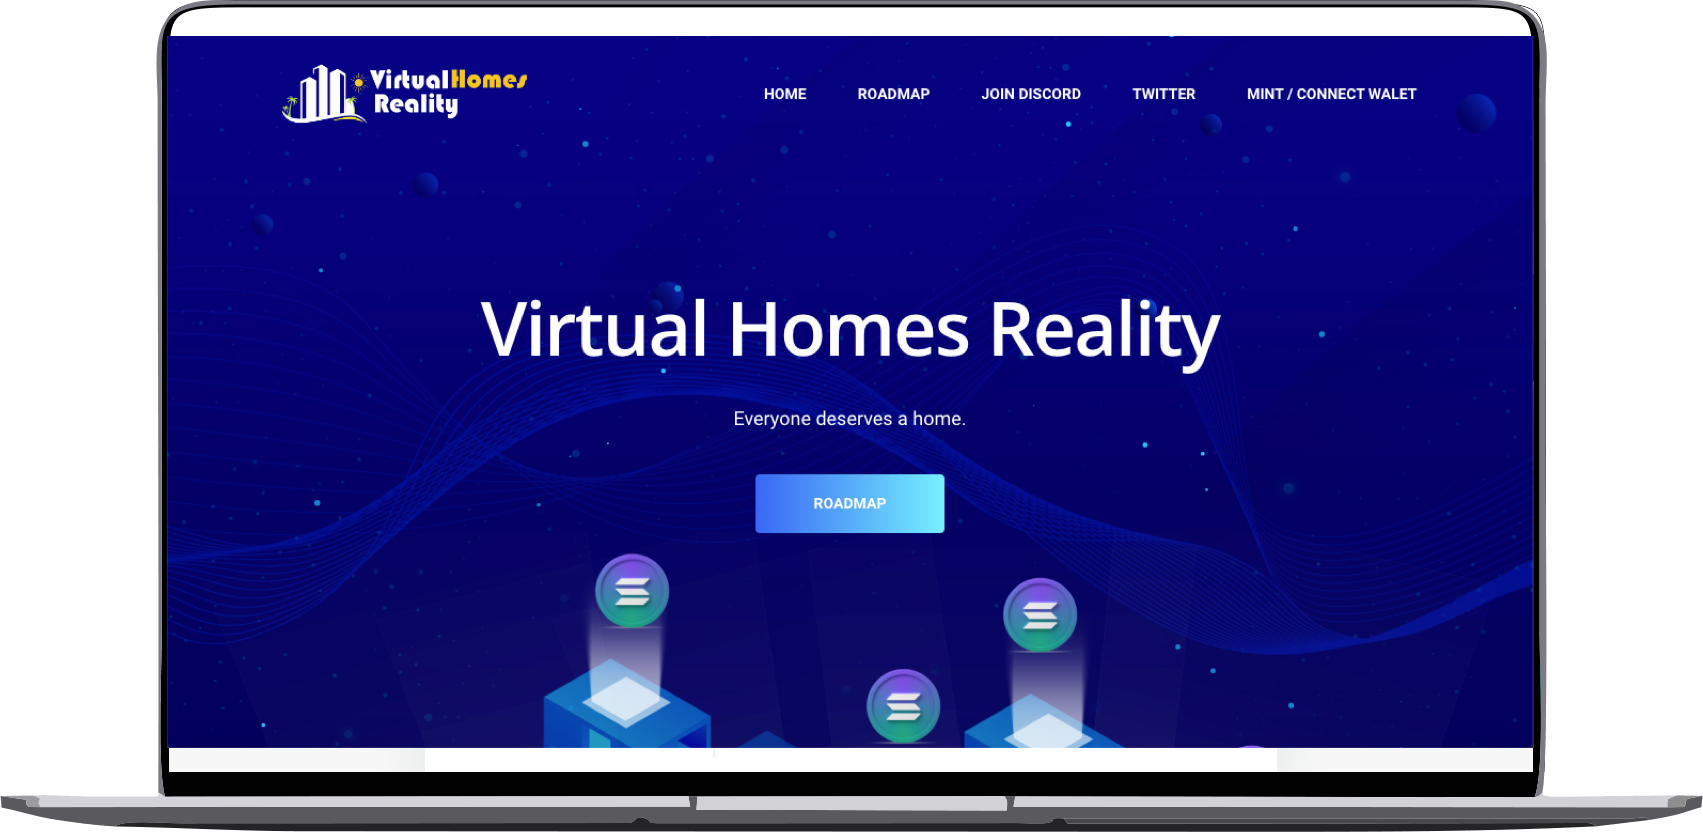 VirtualHomes
Reality
HOME ROADMAP JOIN DISCORD TWITTER MINT / CONNECT WALET
Virtual Homes Reality
Everyone deserves a home.
ROADMAP